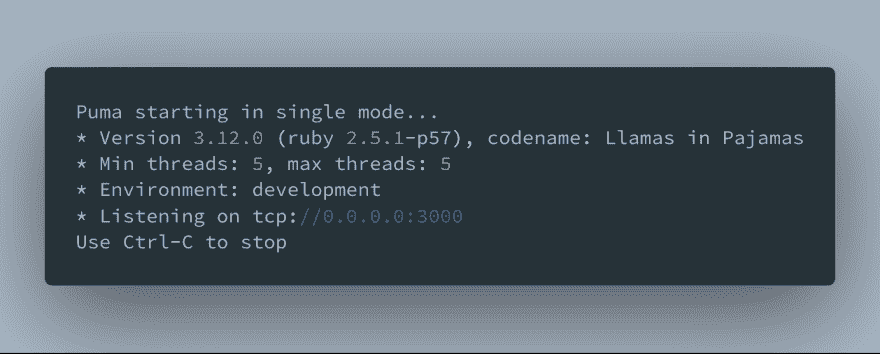 Puma starting in single mode...
* Version 3.12.0 (ruby 2.5.1-p57), codename: Llamas in Pajamas
* Min threads: 5, max threads: 5
* Environment: development
* Listening on tcp://0.0.0.0:3000
Use Ctrl-C to stop